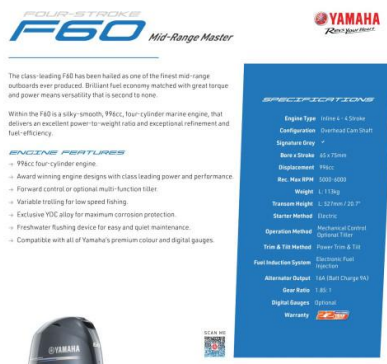 FOUR-STROKE
F60 Mid-Range Master
YAMAHA
Revs Your Heart
The class-leading F60 has been hailed as one of the finest mid-range
outboards ever produced. Brilliant fuel economy matched with great torque
and power means versatility that is second to none.
Within the F60 is a silky-smooth, 996cc, four-cylinder marine engine, that
delivers an excellent power-to-weight ratio and exceptional refinement and
fuel-efficiency.
ENGINE FEATURES
→ 996cc four-cylinder engine.
→ Award winning engine designs with class leading power and performance.
→ Forward control or optional multi-function tiller
→ Variable trolling for low speed fishing.
→ Exclusive YDC alloy for maximum corrosion protection.
→ Freshwater flushing device for easy and quiet maintenance.
→ Compatible with all of Yamaha's premium colour and digital gauges.
SPECIFICATIONS
Engine Type Inline 4 - 4 Stroke
Configuration Overhead Cam Shaft
Signature Grey
Bore x Stroke 65 x 75mm
Displacement 996cc
Rec. Max RPM 5000-6000
Weight L: 113kg
Transom Height L: 527mm / 20.7"
Starter Method Electric
Operation Method Mechanical Control
Optional Tiller
Trim & Tilt Method Power Trim & Tilt
Fuel Induction System Electronic Fuel
Injection
Alternator Output 16A (Batt Charge 9A)
Gear Ratio 1.85: 1
Digital Gauges Optional
Warranty
SCAN ME
YAMAHA